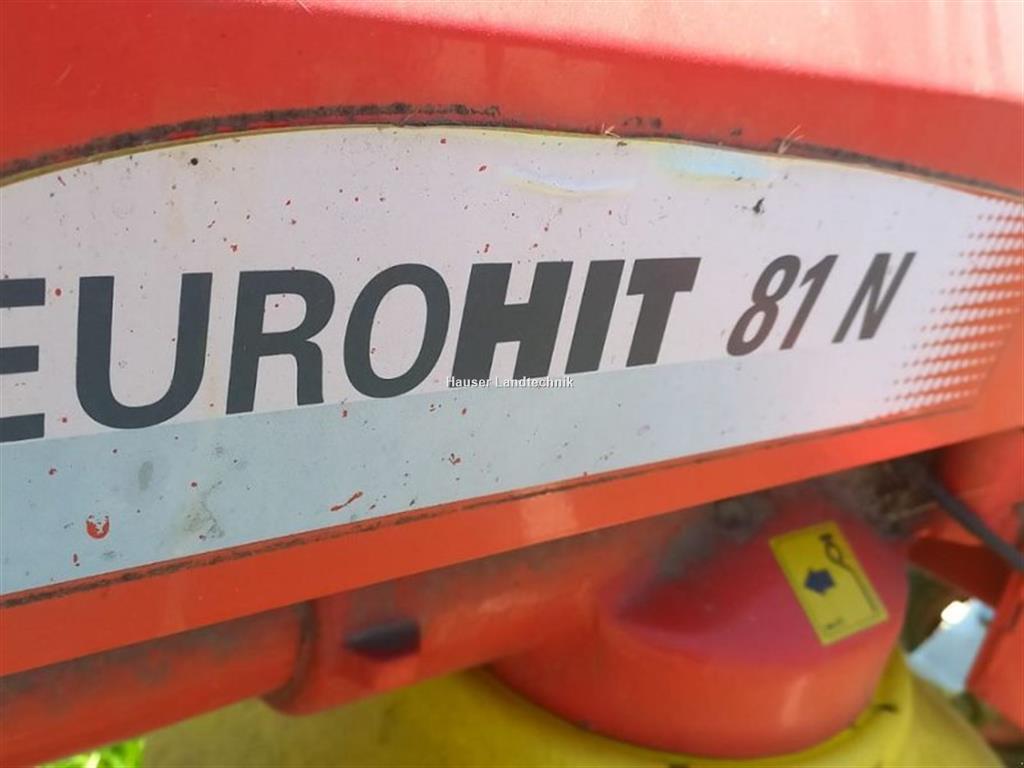 EUROHIT 81 N
Hauser Landtechnik